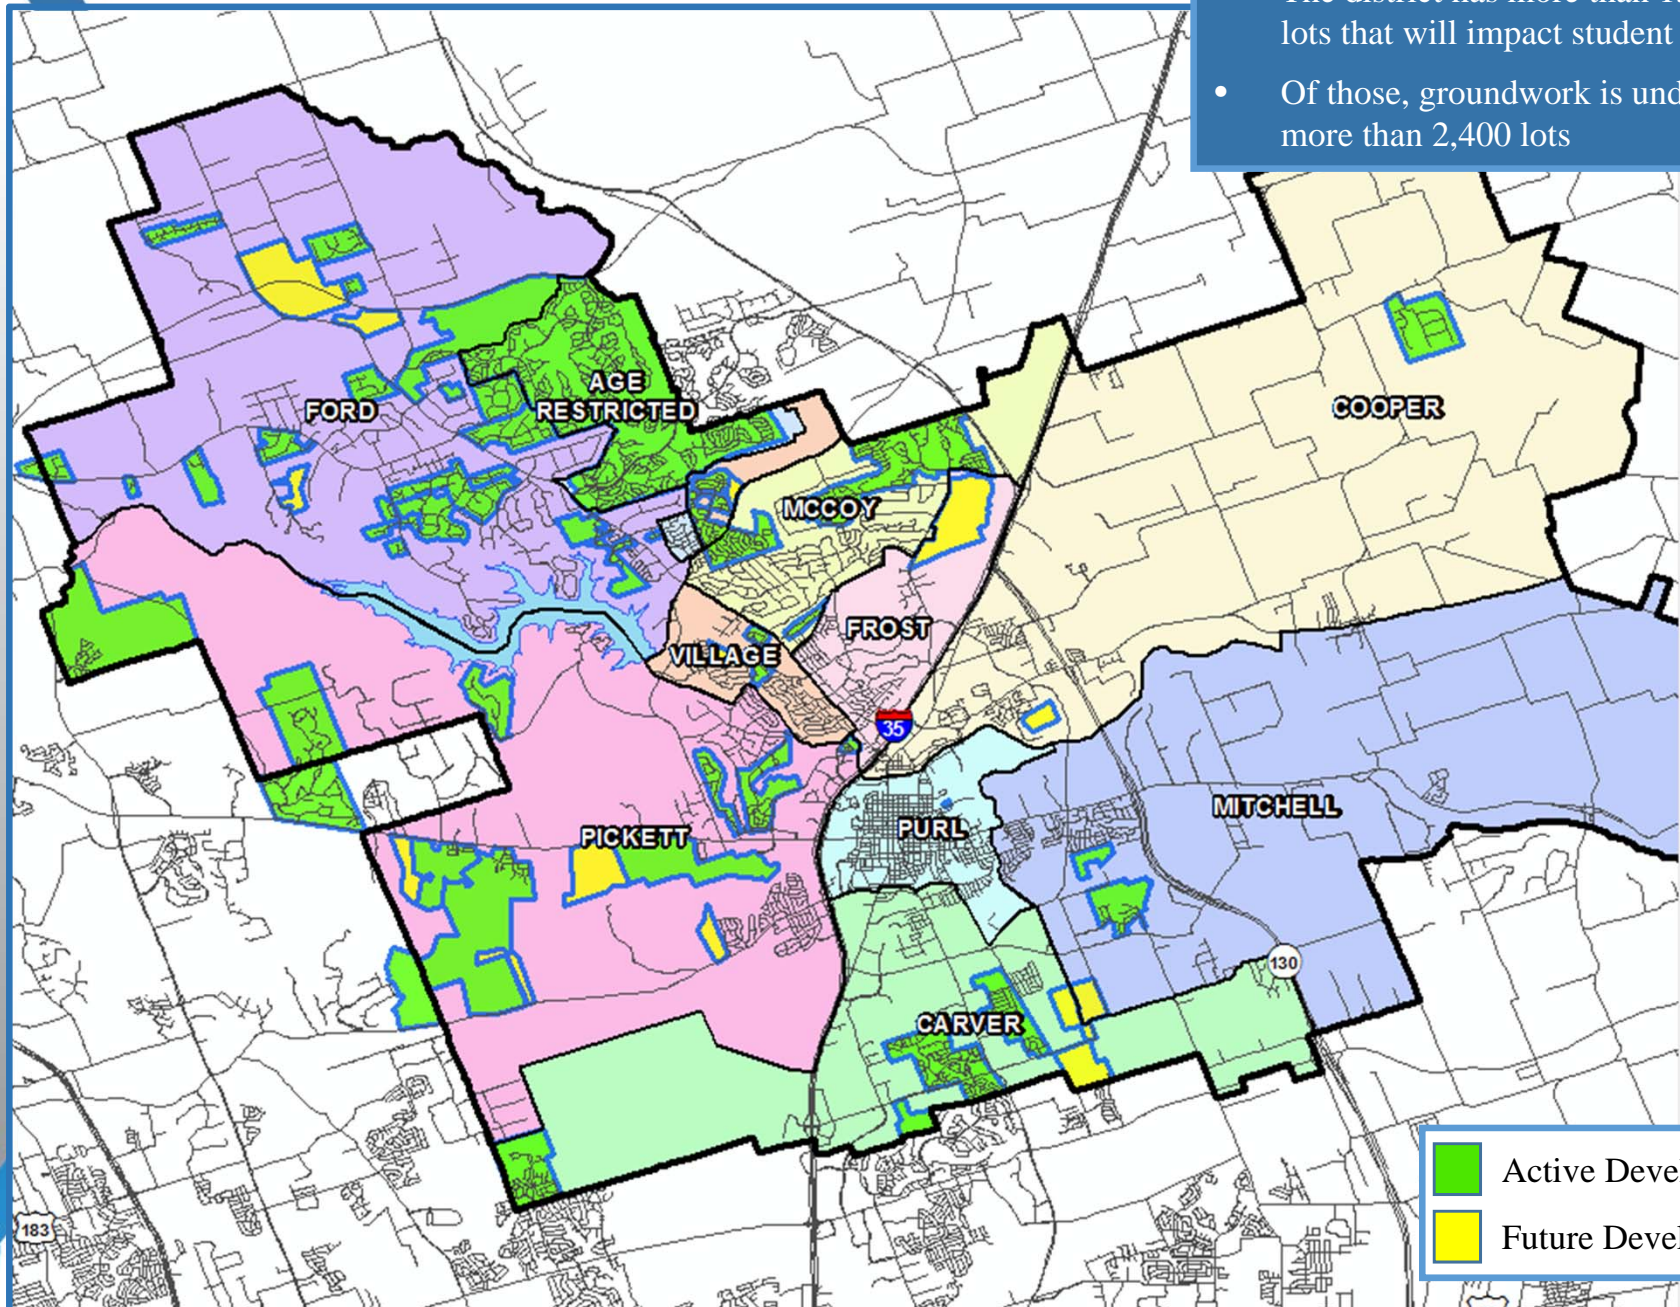 lots that will impact student
• Of those, groundwork is und
more than 2,400 lots
AGE
RESTRICTED
FORD
COOPER
MCCOY
FROST
VILLAGE
35
MITCHELL
PURL
PICKETT
130
CARVER
Active Devel
183
Future Devel